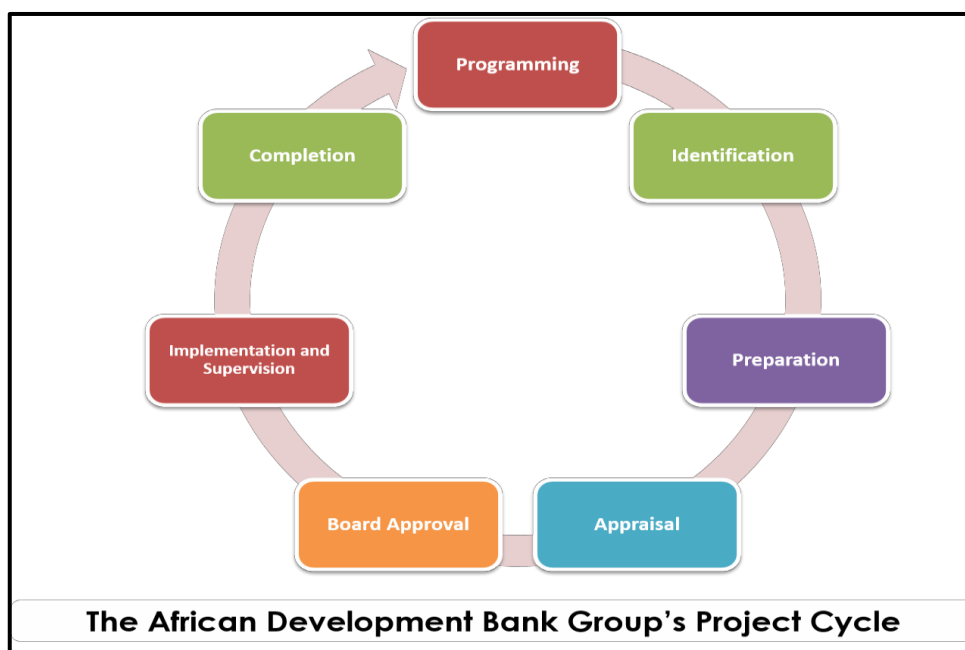 Programming
Identification
Preparation
Appraisal
Board Approval
Implementation and
Supervision
Completion
The African Development Bank Group's Project Cycle